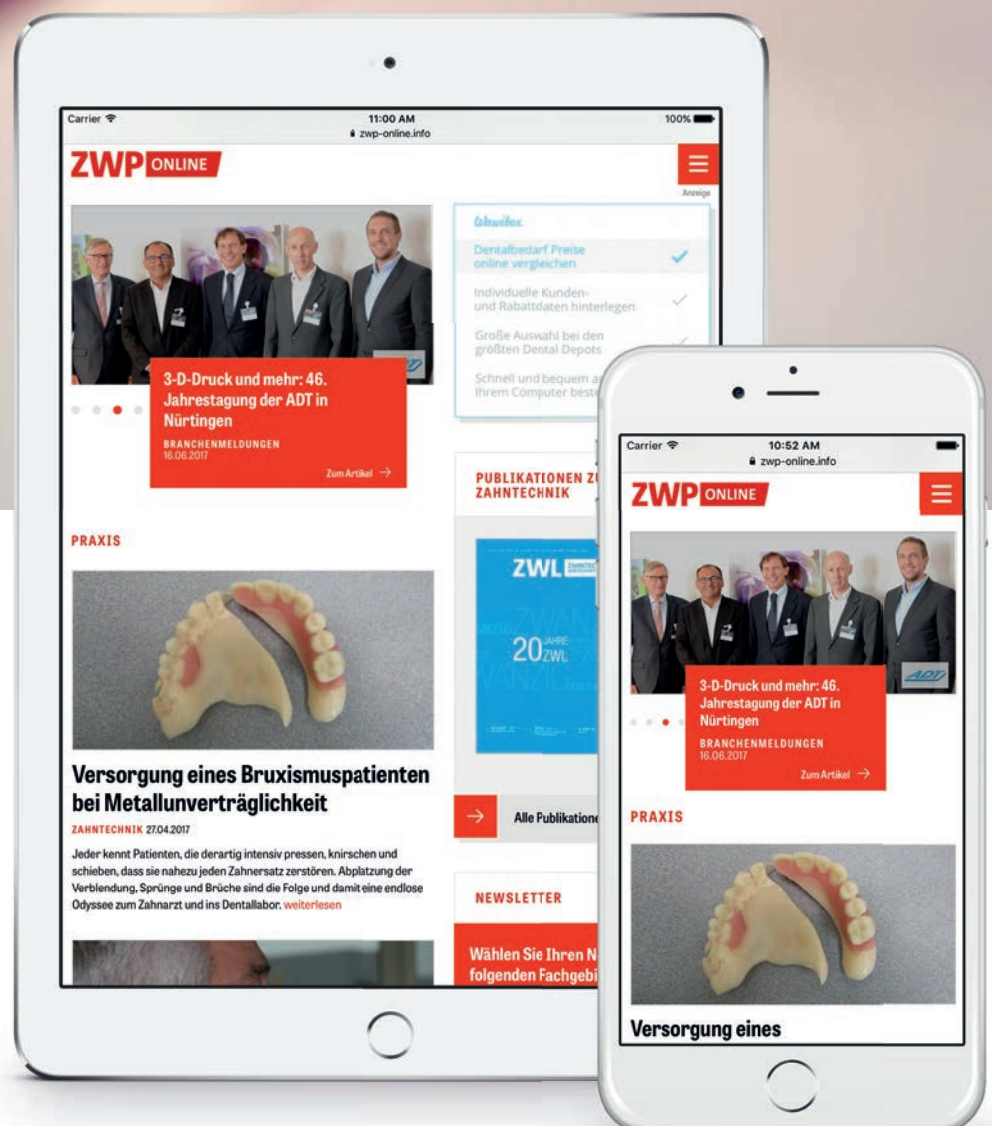 Carrier
11:00 AM
100%
zwp-online.info
ZWP ONLINE
Anzeige
3-D-Druck und mehr: 46.
Jahrestagung der ADT in
Nürtingen
BRANCHENMELDUNGEN
16.06.2017
Zum Artikel →
PRAXIS
Versorgung eines Bruxismuspatienten
bei Metallunverträglichkeit
ZAHNTECHNIK 27.04.2017
Jeder kennt Patienten, die derartig intensiv pressen, knirschen und
schieben, dass sie nahezu jeden Zahnersatz zerstören. Abplatzung der
Verblendung, Sprünge und Brüche sind die Folge und damit eine endlose
Odyssee zum Zahnarzt und ins Dentallabor. weiterlesen
Dentalbedarf Preise
online vergleichen
Individuelle Kunden-
und Rabattdaten hinterlegen
Große Auswahl bei den
größten Dental Depots
Schnell und bequem
Ihrem Computer
PUBLIKATIONEN
ZAHNTECHNIK
ZWL
20 JAHRE
ZWL
→ Alle
NEWSLETTER
Wählen Sie Ihren
folgenden
Carrier
10:52 AM
zwp-online.info
ZWP ONLINE
ADT
3-D-Druck und mehr: 46.
Jahrestagung der ADT in
Nürtingen
BRANCHENMELDUNGEN
16.06.2017
Zum Artikel →
PRAXIS
Versorgung eines